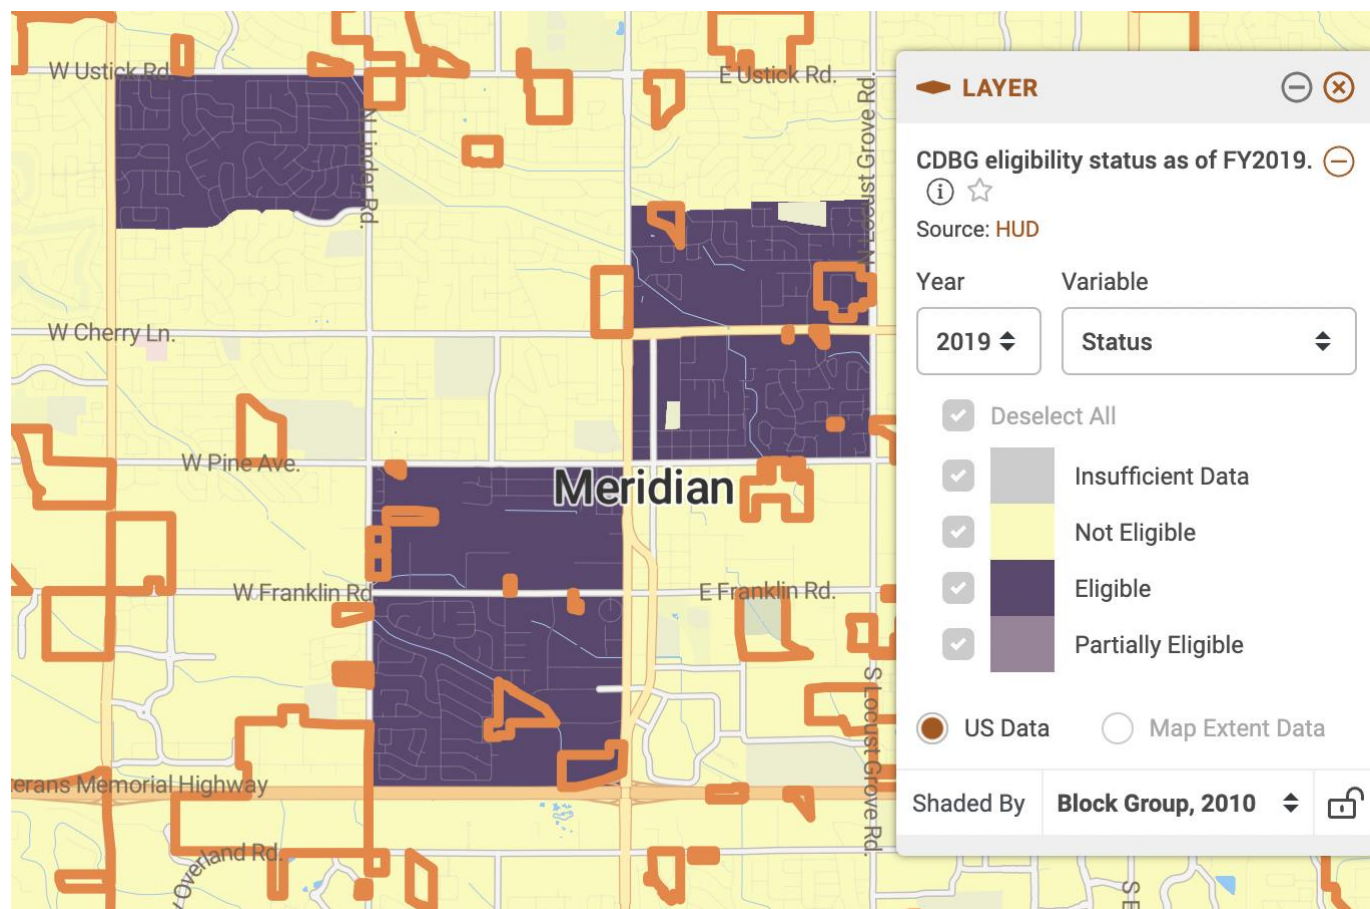 W Ustick Rd.
E Ustick Rd.
N Linder Rd.
N Locust Grove Rd.
W Cherry Ln.
W Pine Ave.
Meridian
W Franklin Rd
E Franklin Rd.
S Locust Grove Rd.
erans Memorial Highway
Overland Rd.
S E
LAYER
CDBG eligibility status as of FY2019.
Source: HUD
Year
Variable
2019
Status
Deselect All
Insufficient Data
Not Eligible
Eligible
Partially Eligible
US Data
Map Extent Data
Shaded By
Block Group, 2010